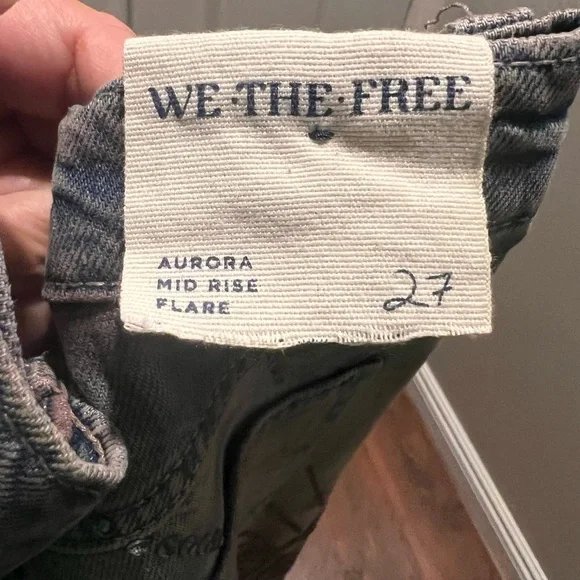 WE·THE·FREE
AURORA
MID RISE
FLARE
27